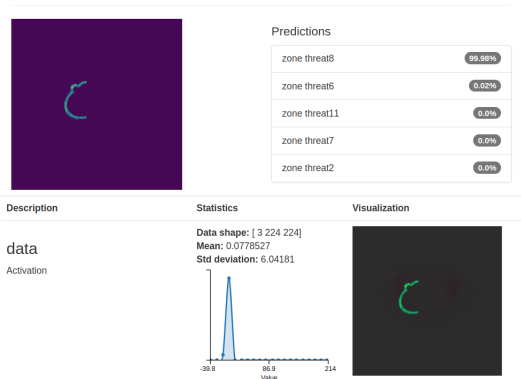 Predictions
zone threat8 99.98%
zone threat6 0.02%
zone threat11 0.0%
zone threat7 0.0%
zone threat2 0.0%
Description Statistics Visualization
data
Activation
Data shape: [ 3 224 224]
Mean: 0.0778527
Std deviation: 6.04181
-39.8 86.9 214
Value